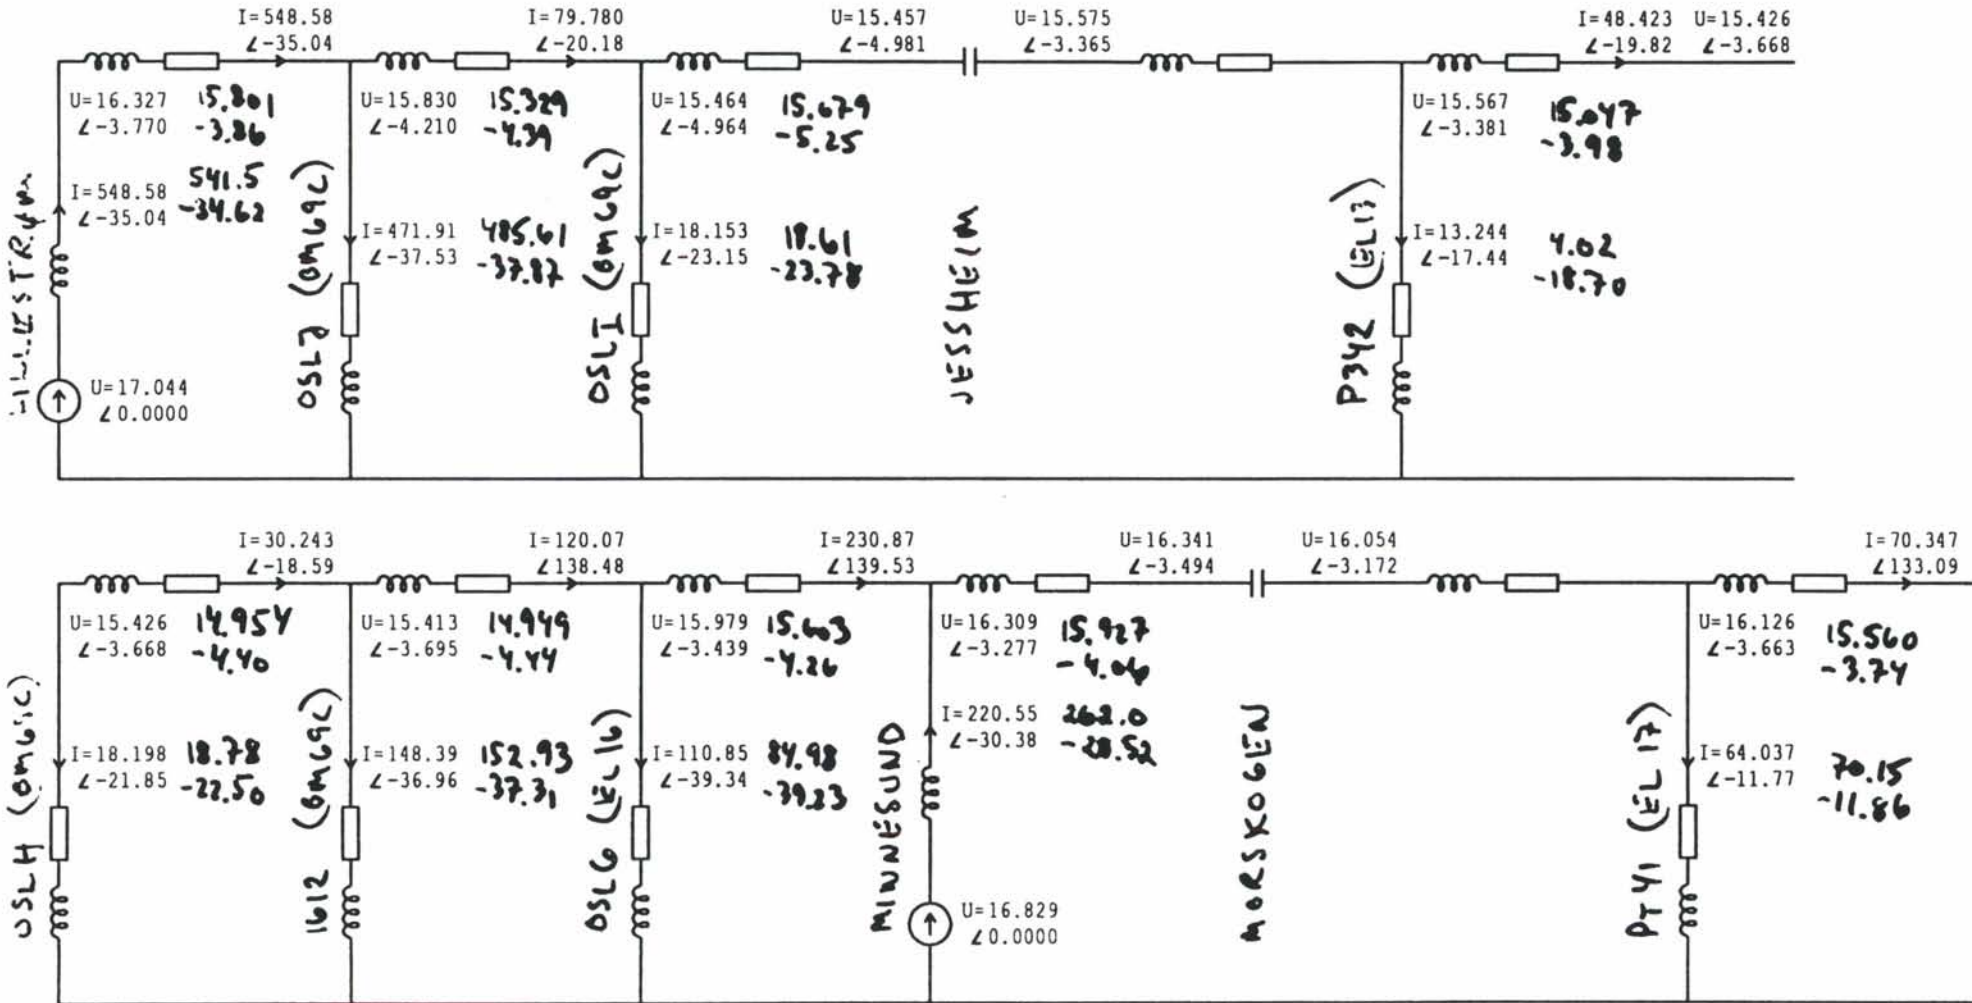 I=548.58
∠-35.04
I=79.780
∠-20.18
U=15.457
∠-4.981
U=15.575
∠-3.365
I=48.423
∠-19.82
U=15.426
∠-3.668
U=16.327
∠-3.770
15.801
-3.86
U=15.830
∠-4.210
15.329
-4.39
U=15.464
∠-4.964
15.679
-5.25
U=15.567
∠-3.381
15.047
-3.98
I=548.58
∠-35.04
541.5
-34.62
I=471.91
∠-37.53
485.61
-37.87
I=18.153
∠-23.15
18.61
-23.78
I=13.244
∠-17.44
4.02
-18.70
U=17.044
∠0.0000
OSLJ (BM69C)
OSLI (BM69C)
JESSHEIM
P342 (EL13)
I=30.243
∠-18.59
I=120.07
∠138.48
I=230.87
∠139.53
U=16.341
∠-3.494
U=16.054
∠-3.172
I=70.347
∠133.09
U=15.426
∠-3.668
14.954
-4.40
U=15.413
∠-3.695
14.949
-4.44
U=15.979
∠-3.439
15.603
-4.26
U=16.309
∠-3.277
15.927
-4.06
U=16.126
∠-3.663
15.560
-3.74
I=18.198
∠-21.85
18.78
-22.50
I=148.39
∠-36.96
152.93
-37.31
I=110.85
∠-39.34
84.98
-39.23
I=220.55
∠-30.38
262.0
-28.52
I=64.037
∠-11.77
70.15
-11.86
U=16.829
∠0.0000
OSLH
1612 (BM69C)
OSLG (EL16)
MINNESUND
MORSKOGEN
PT41 (EL17)